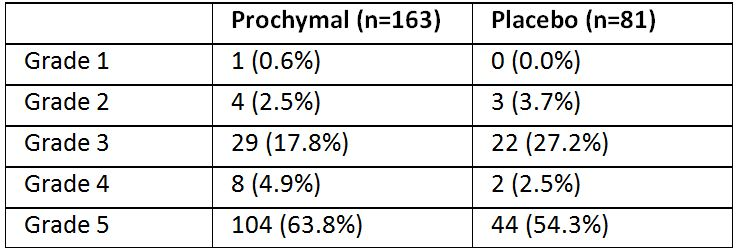 Prochymal (n=163) Placebo (n=81)
Grade 1 1 (0.6%) 0 (0.0%)
Grade 2 4 (2.5%) 3 (3.7%)
Grade 3 29 (17.8%) 22 (27.2%)
Grade 4 8 (4.9%) 2 (2.5%)
Grade 5 104 (63.8%) 44 (54.3%)